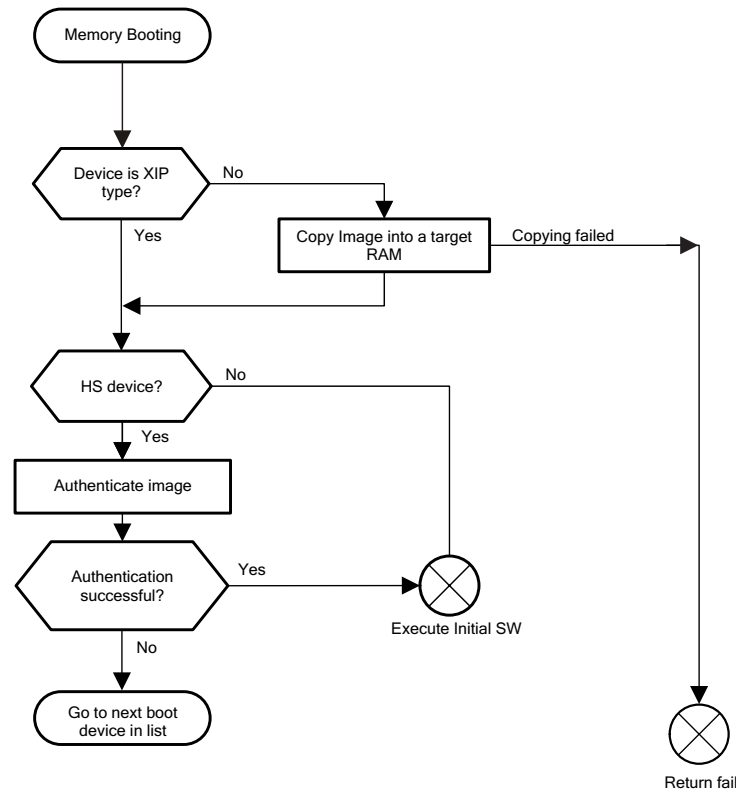 Memory Booting
Device is XIP
type?
No
Yes
Copy Image into a target
RAM
Copying failed
HS device?
No
Yes
Authenticate image
Authentication
successful?
Yes
Execute Initial SW
No
Go to next boot
device in list
Return fail